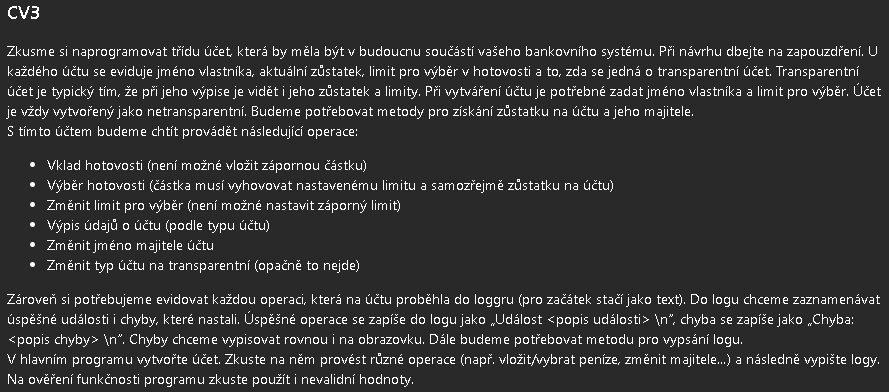 CV3
Zkusme si naprogramovat třídu účet, která by měla být v budoucnu součástí vašeho bankovního systému. Při návrhu dbejte na zapouzdření. U
každého účtu se eviduje jméno vlastníka, aktuální zůstatek, limit pro výběr v hotovosti a to, zda se jedná o transparentní účet. Transparentní
účet je typický tím, že při jeho výpise je vidět i jeho zůstatek a limity. Při vytváření účtu je potřebné zadat jméno vlastníka a limit pro výběr. Účet
je vždy vytvořený jako netransparentní. Budeme potřebovat metody pro získání zůstatku na účtu a jeho majitele.
S tímto účtem budeme chtít provádět následující operace:
• Vklad hotovosti (není možné vložit zápornou částku)
• Výběr hotovosti (částka musí vyhovovat nastavenému limitu a samozřejmě zůstatku na účtu)
• Změnit limit pro výběr (není možné nastavit záporný limit)
• Výpis údajů o účtu (podle typu účtu)
• Změnit jméno majitele účtu
• Změnit typ účtu na transparentní (opačně to nejde)
Zároveň si potřebujeme evidovat každou operaci, která na účtu proběhla do loggru (pro začátek stačí jako text). Do logu chceme zaznamenávat
úspěšné události i chyby, které nastali. Úspěšné operace se zapíše do logu jako „Událost <popis události> \n”, chyba se zapíše jako „Chyba:
<popis chyby> \n”. Chyby chceme vypisovat rovnou i na obrazovku. Dále budeme potřebovat metodu pro vypsání logu.
V hlavním programu vytvořte účet. Zkuste na něm provést různé operace (např. vložit/vybrat peníze, změnit majitele...) a následně vypište logy.
Na ověření funkčnosti programu zkuste použít i nevalidní hodnoty.